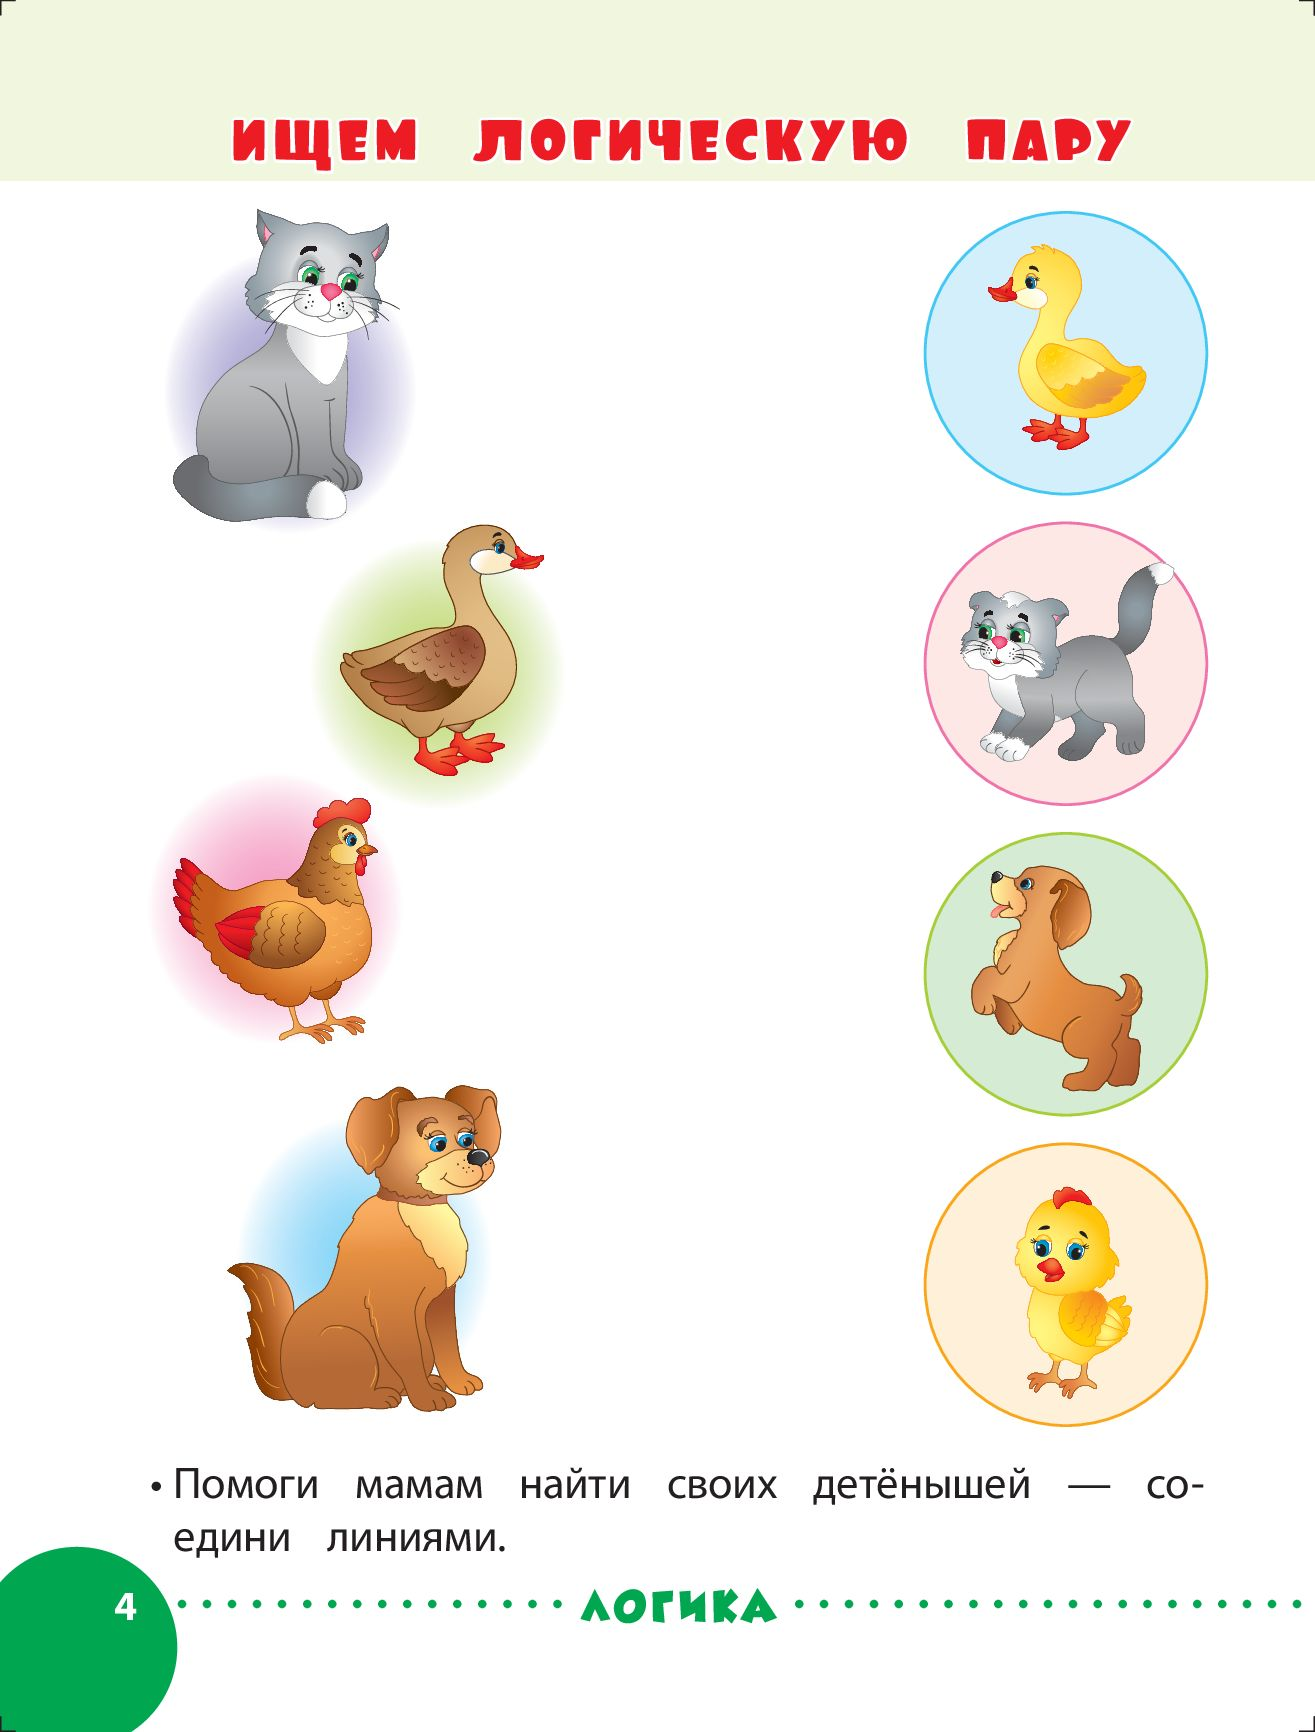 ИЩЕМ ЛОГИЧЕСКУЮ ПАРУ
• Помоги мамам найти своих детёнышей — со-
едини линиями.
4
ЛОГИКА